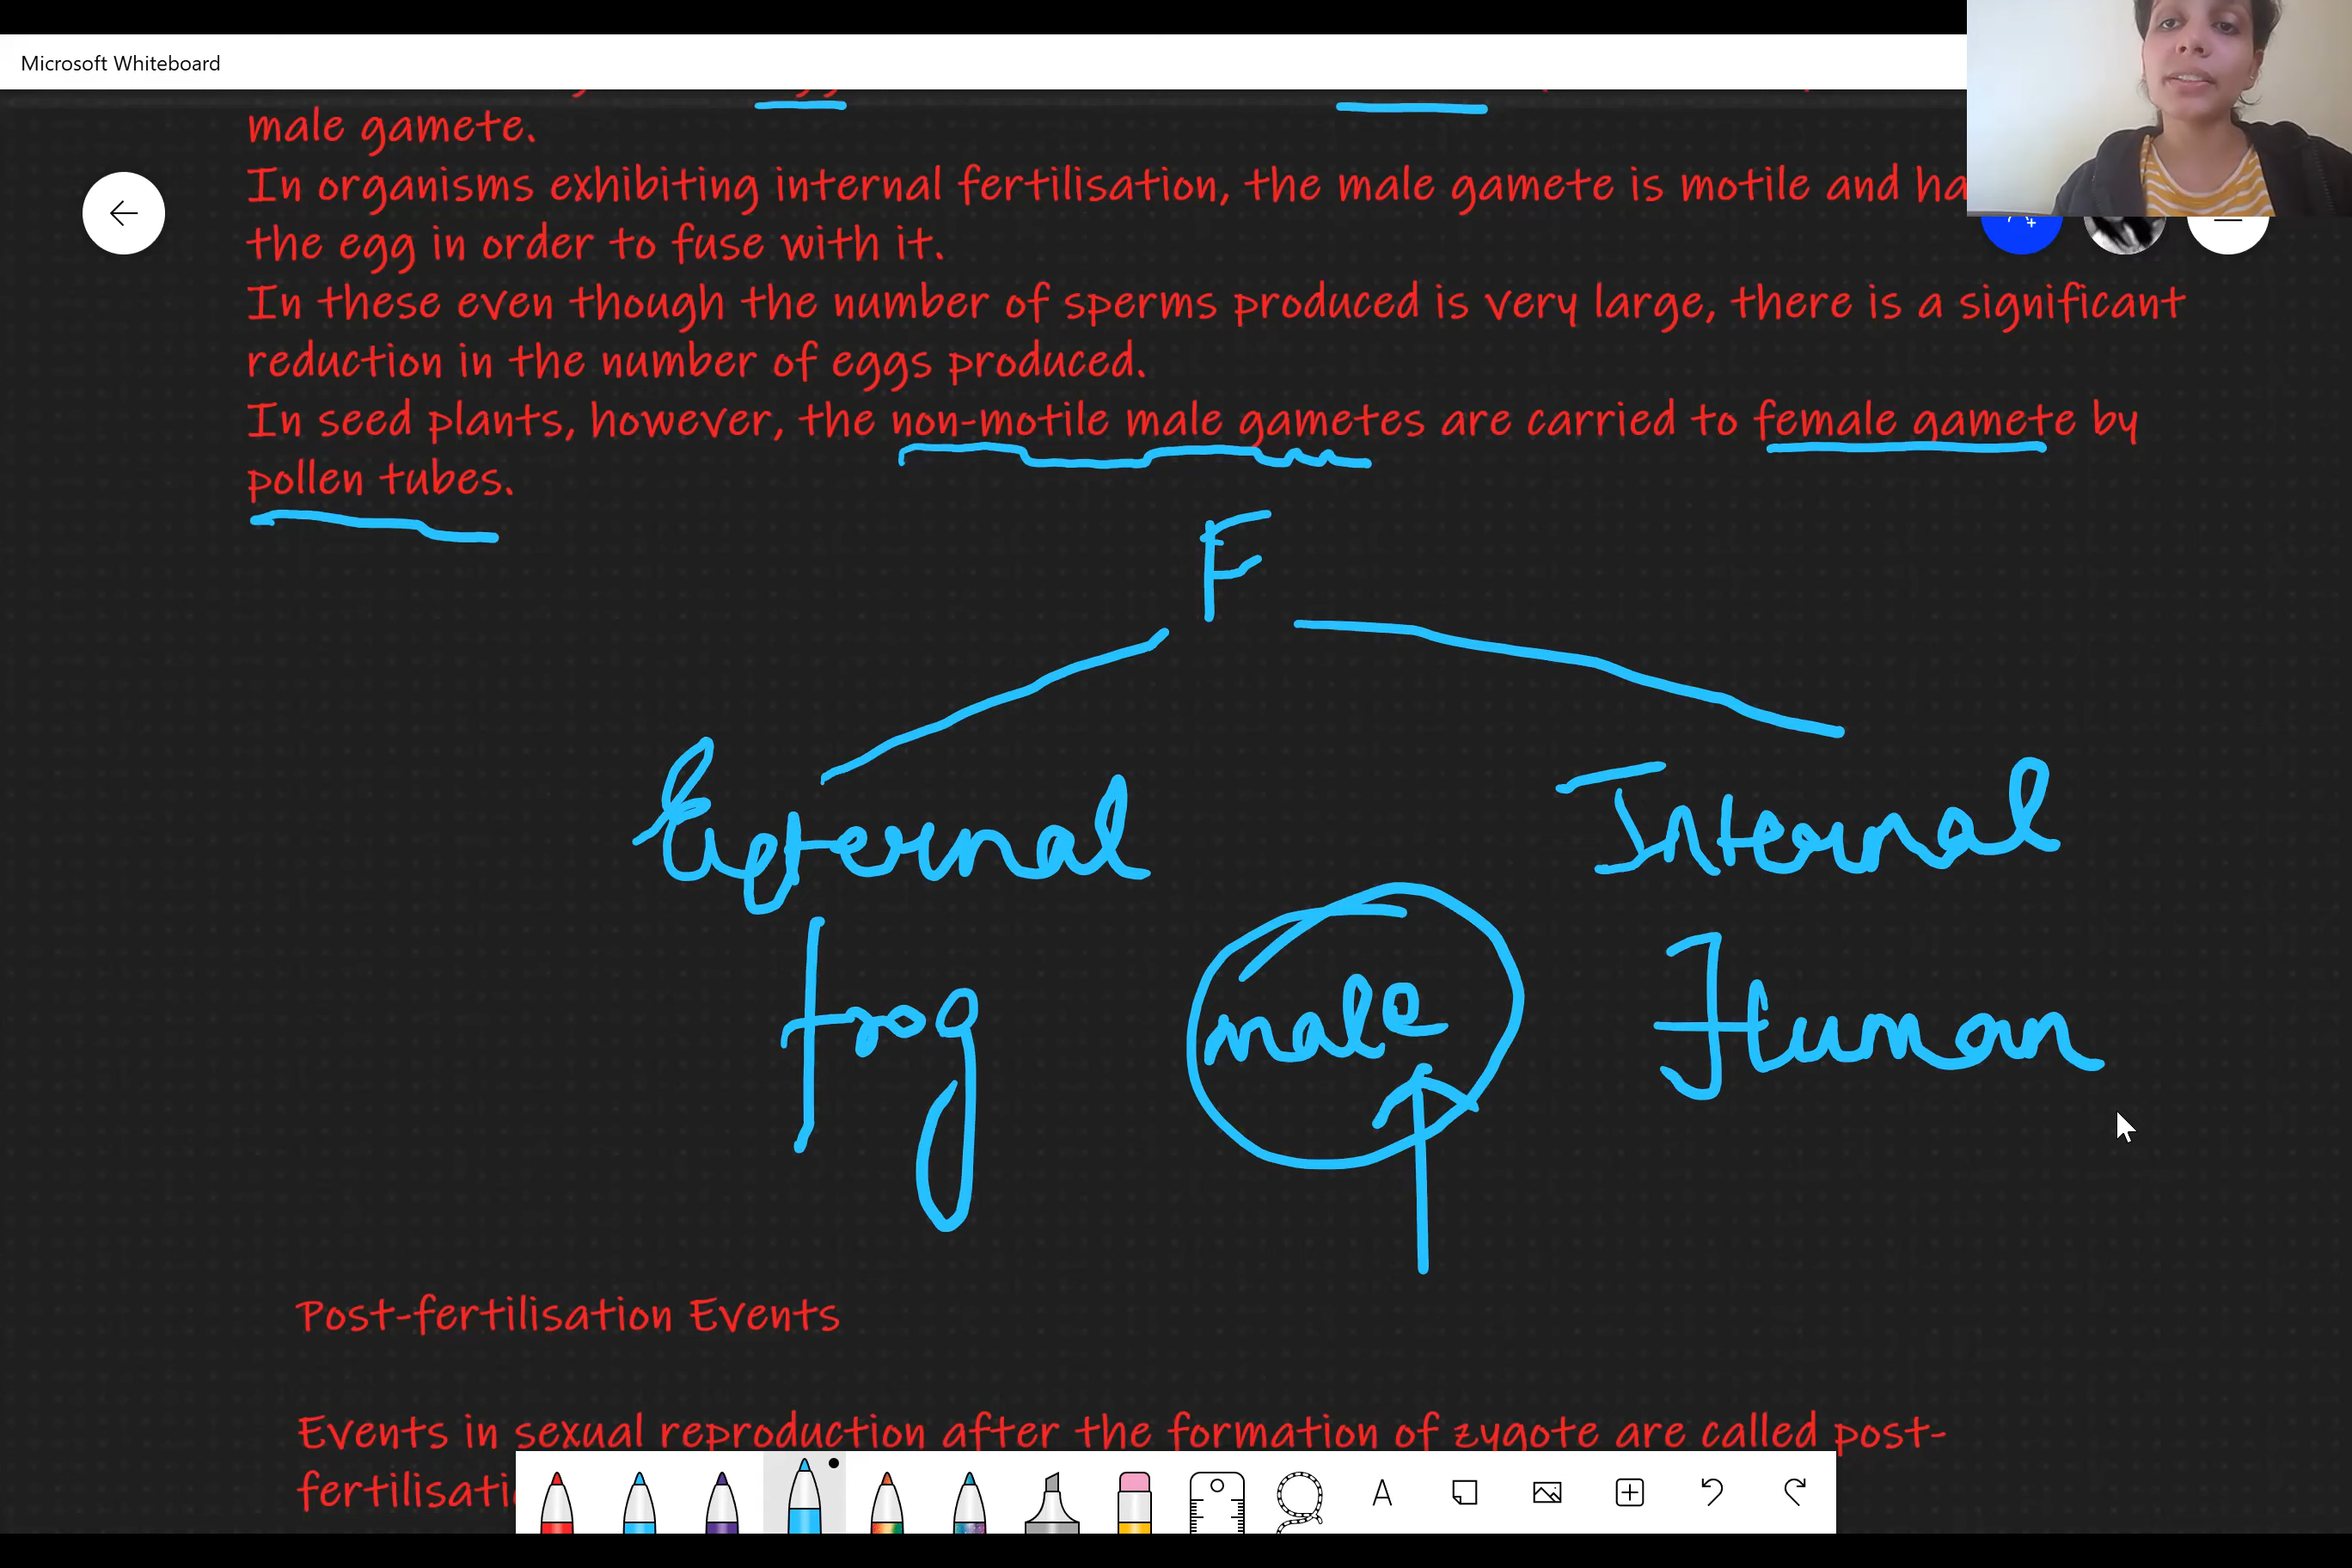 Microsoft Whiteboard
male gamete.
In organisms exhibiting internal fertilisation, the male gamete is motile and ha
the egg in order to fuse with it.
In these even though the number of sperms produced is very large, there is a significant
reduction in the number of eggs produced.
In seed plants, however, the non-motile male gametes are carried to female gamete by
pollen tubes.
F
External Internal
frog male Human
Post-fertilisation Events
Events in sexual reproduction after the formation of zygote are called post-
fertilisati